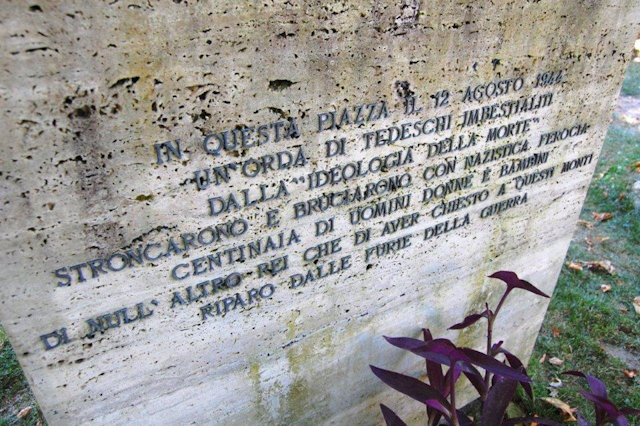 IN QUESTA PIAZZA IL 12 AGOSTO 1944
UN'ORDA DI TEDESCHI IMBESTIALITI
DALLA "IDEOLOGIA DELLA MORTE"
STRONCARONO E BRUCIARONO CON NAZISTICA FEROCIA
CENTINAIA DI UOMINI DONNE E BAMBINI
DI NULL'ALTRO REI CHE DI AVER CHIESTO A QUESTI MONTI
RIPARO DALLE FURIE DELLA GUERRA